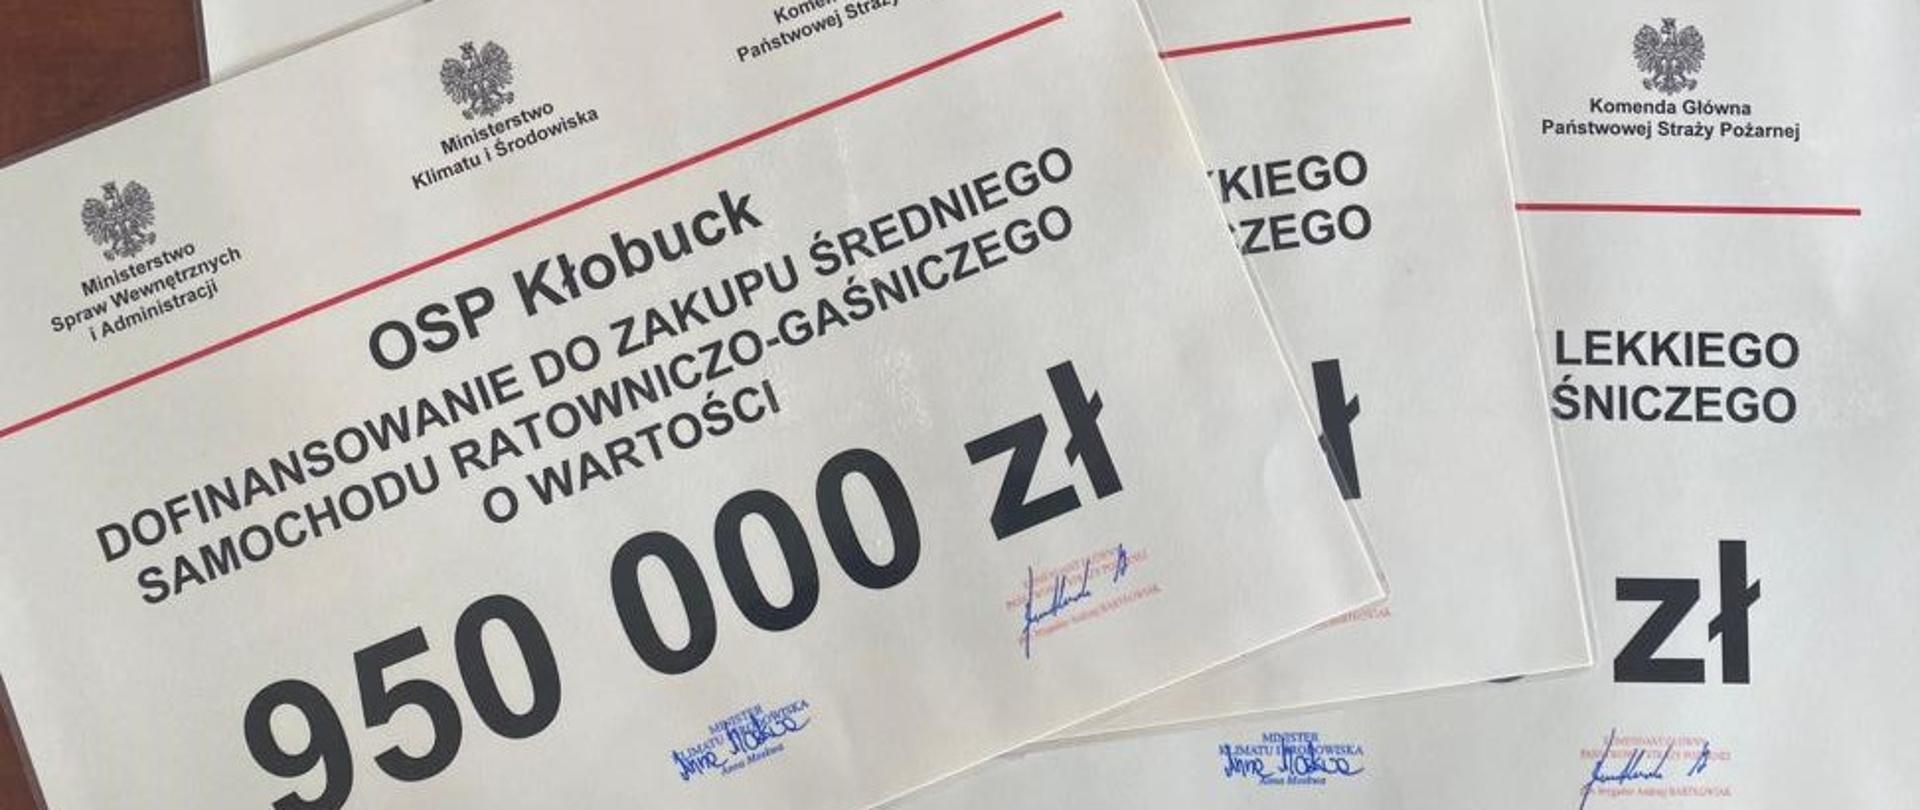 Ministerstwo
Spraw Wewnętrznych
i Administracji
Ministerstwo
Klimatu i Środowiska
Państwowej
OSP Kłobuck
DOFINANSOWANIE DO ZAKUPU ŚREDNIEGO
SAMOCHODU RATOWNICZO-GAŚNICZEGO
O WARTOŚCI
950 000 zł
MINISTER
KLIMATU I ŚRODOWISKA
Anna Moskwa
KIEGO
ZEGO
ł
Komenda Główna
Państwowej Straży Pożarnej
LEKKIEGO
ŚNICZEGO
zł
MINISTER
KLIMATU I ŚRODOWISKA
Anna Moskwa